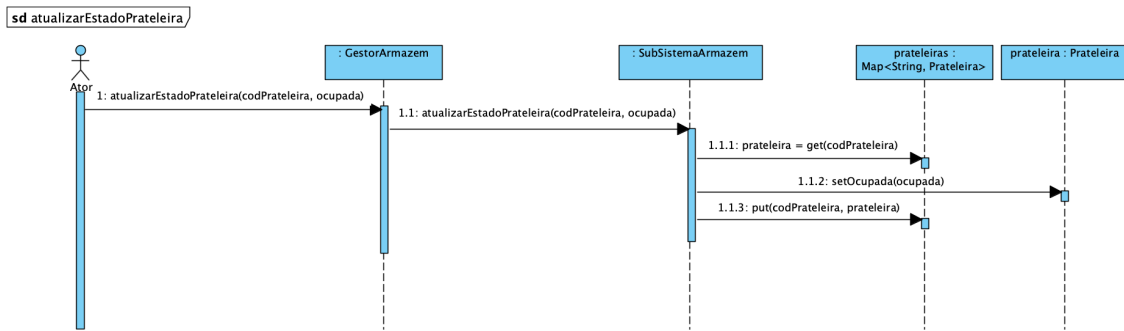 sd atualizarEstadoPrateleira
Ator
: GestorArmazem
: SubSistemaArmazem
prateleiras :
Map<String, Prateleira>
prateleira : Prateleira
1: atualizarEstadoPrateleira(codPrateleira, ocupada)
1.1: atualizarEstadoPrateleira(codPrateleira, ocupada)
1.1.1: prateleira = get(codPrateleira)
1.1.2: setOcupada(ocupada)
1.1.3: put(codPrateleira, prateleira)